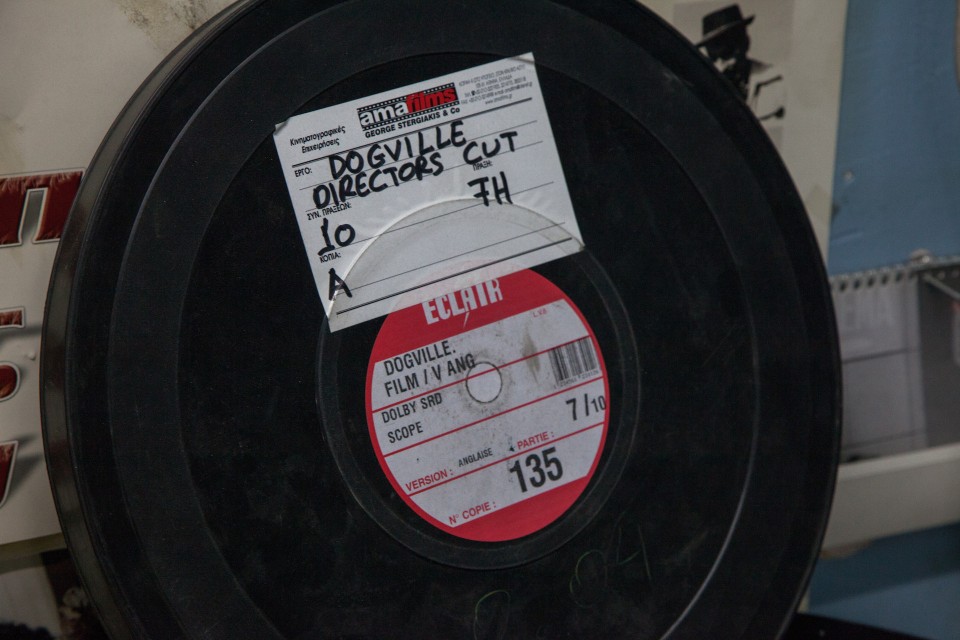 amafilms
GEORGE STERGIAKIS & Co
Κινηματογραφικές
Επιχειρήσεις
ΕΡΓΟ: DOGVILLE
DIRECTORS CUT
ΣΥΝ. ΠΡΑΞΕΩΝ: ΠΡΑΞΗ:
10 7Η
ΚΟΠΙΑ:
A
ECLAIR
DOGVILLE.
FILM / V ANG
DOLBY SRD
SCOPE 7/10
VERSION : ANGLAISE PARTIE :
135
N° COPIE :